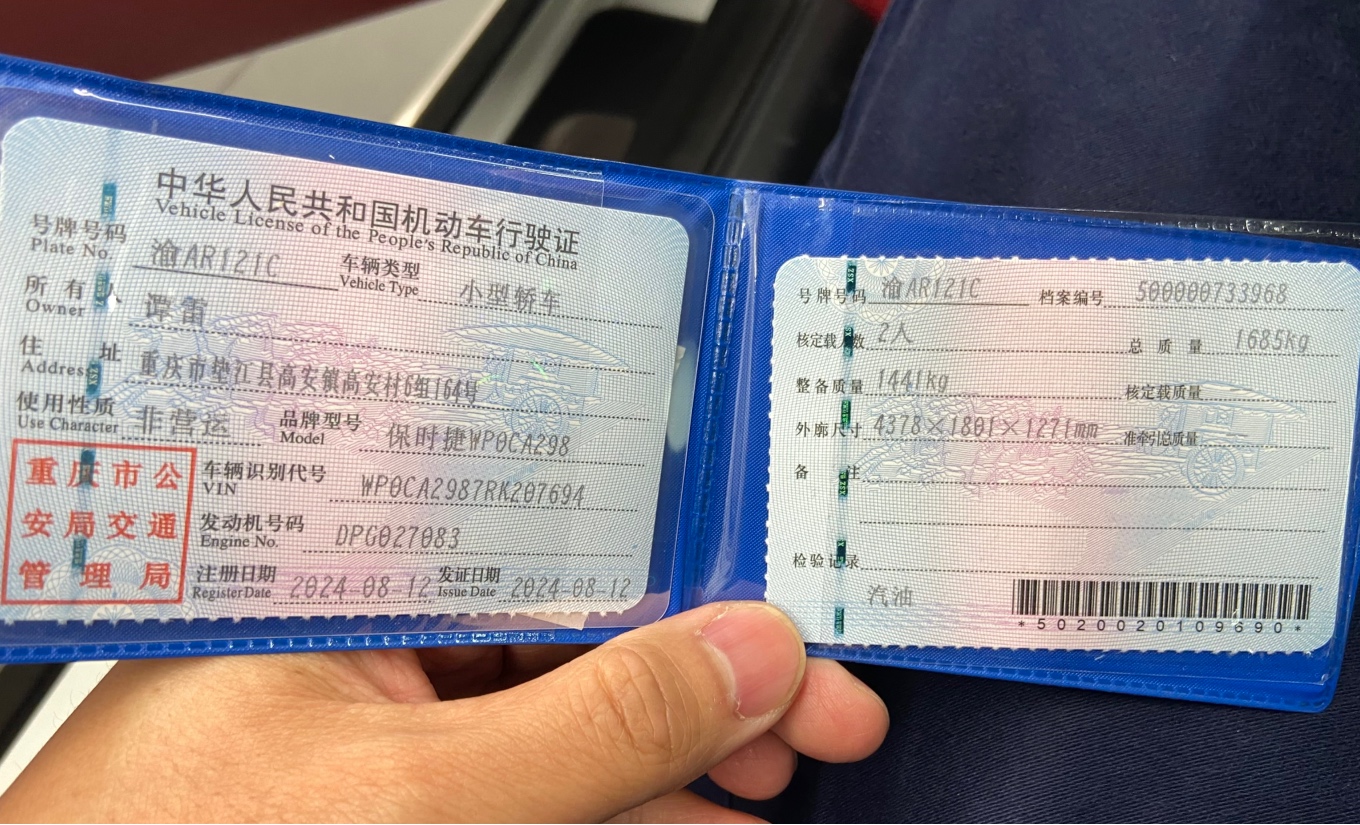 中华人民共和国机动车行驶证
Vehicle License of the People's Republic of China
号牌号码 渝AR121C 车辆类型 小型轿车
Plate No. Vehicle Type
所有人 谭雷
Owner
住址 重庆市垫江县高安镇高安村6组164号
Address
使用性质 非营运 品牌型号 保时捷WP0CA298
Use Character Model
车辆识别代号 WP0CA2987RK207694
VIN
发动机号码 DPG027083
Engine No.
注册日期 2024-08-12 发证日期 2024-08-12
Register Date Issue Date
重庆市公
安局交通
管理局
号牌号码 渝AR121C 档案编号 500000733968
核定载人数 2人 总质量 1685kg
整备质量 1441kg 核定载质量 --
外廓尺寸 4378×1801×1271mm 准牵引总质量 --
备注
检验记录
汽油
*5020020109690*